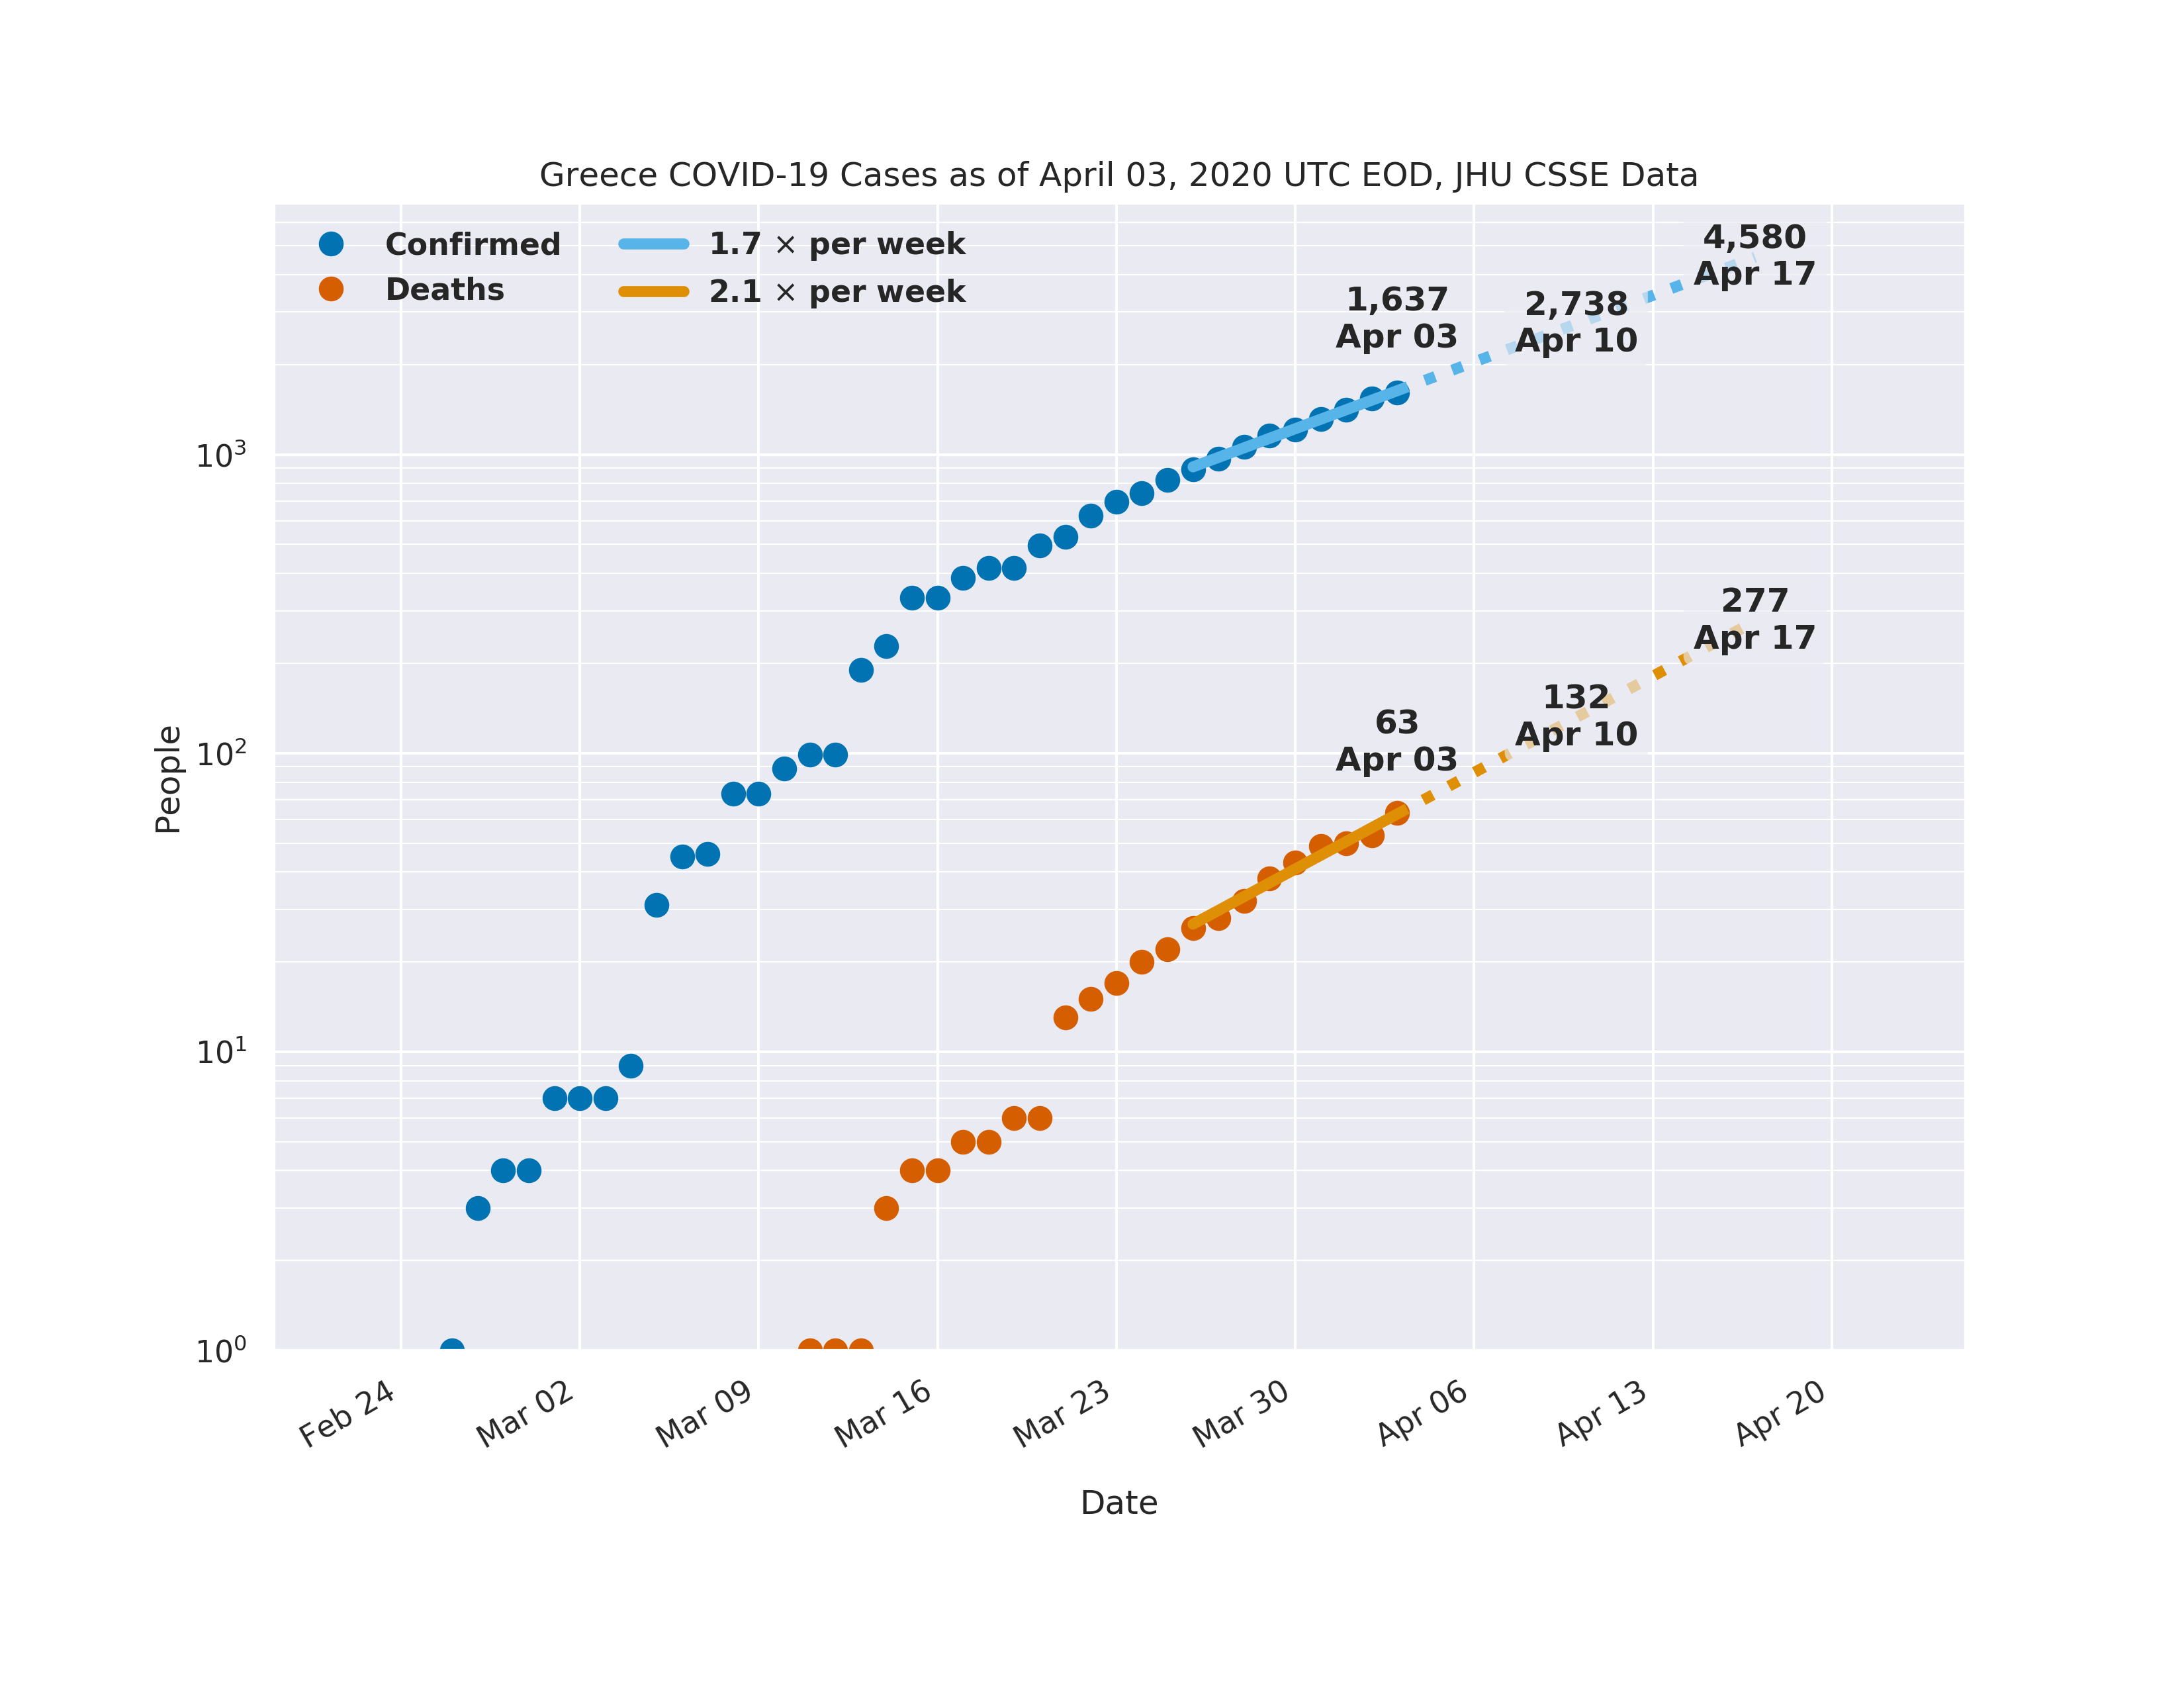 Greece COVID-19 Cases as of April 03, 2020 UTC EOD, JHU CSSE Data
Confirmed
Deaths
1.7 × per week
2.1 × per week
4,580
Apr 17
1,637
Apr 03
2,738
Apr 10
277
Apr 17
132
Apr 10
63
Apr 03
People
10³
10²
10¹
10⁰
Feb 24
Mar 02
Mar 09
Mar 16
Mar 23
Mar 30
Apr 06
Apr 13
Apr 20
Date